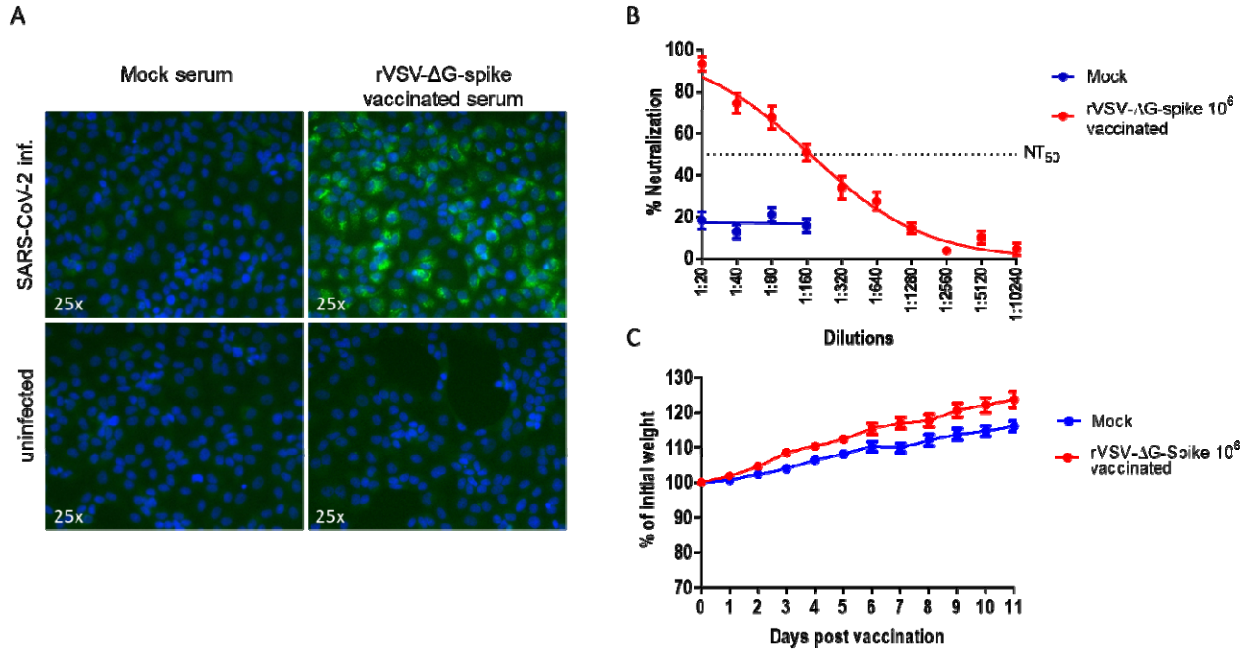 A
Mock serum
rVSV-ΔG-spike
vaccinated serum
SARS-CoV-2 inf.
25x
25x
uninfected
25x
25x
B
100
80
60
40
20
0
% Neutralization
NT50
1:20
1:40
1:80
1:160
1:320
1:640
1:1280
1:2560
1:5120
1:10240
Dilutions
Mock
rVSV-ΔG-spike 10⁶
vaccinated
C
130
120
110
100
90
80
70
% of initial weight
0 1 2 3 4 5 6 7 8 9 10 11
Days post vaccination
Mock
rVSV-ΔG-Spike 10⁶
vaccinated